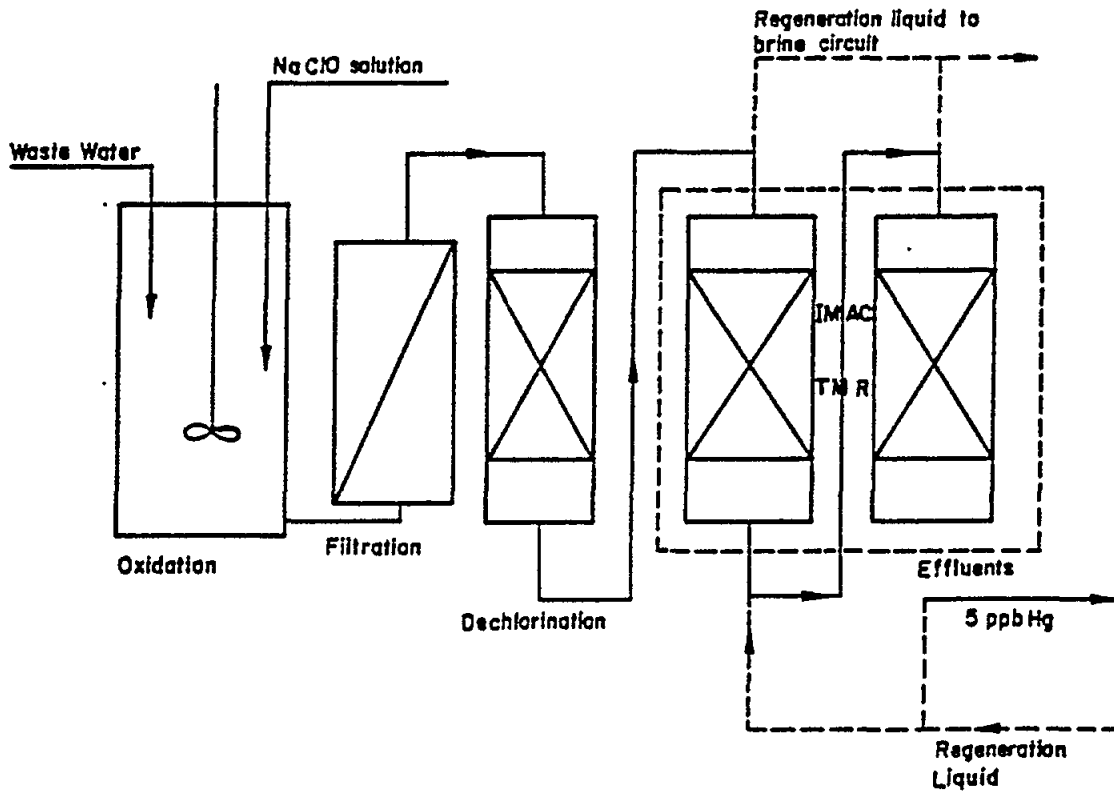 Regeneration liquid to
brine circuit
NaClO solution
Waste Water
IMAC
TMR
Oxidation
Filtration
Dechlorination
Effluents
5 ppb Hg
Regeneration
Liquid